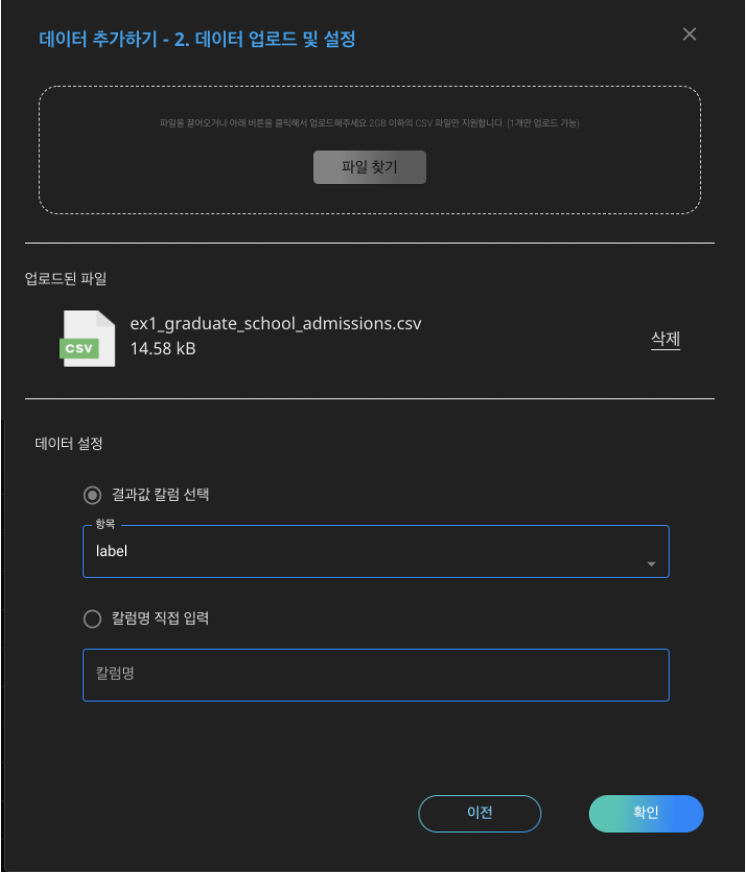 데이터 추가하기 - 2. 데이터 업로드 및 설정
파일을 끌어오거나 아래 버튼을 클릭해서 업로드해주세요.2GB 이하의 CSV 파일만 지원합니다. (1개만 업로드 가능)
파일 찾기
업로드된 파일
CSV
ex1_graduate_school_admissions.csv
14.58 kB
삭제
데이터 설정
결과값 칼럼 선택
항목
label
칼럼명 직접 입력
칼럼명
이전
확인